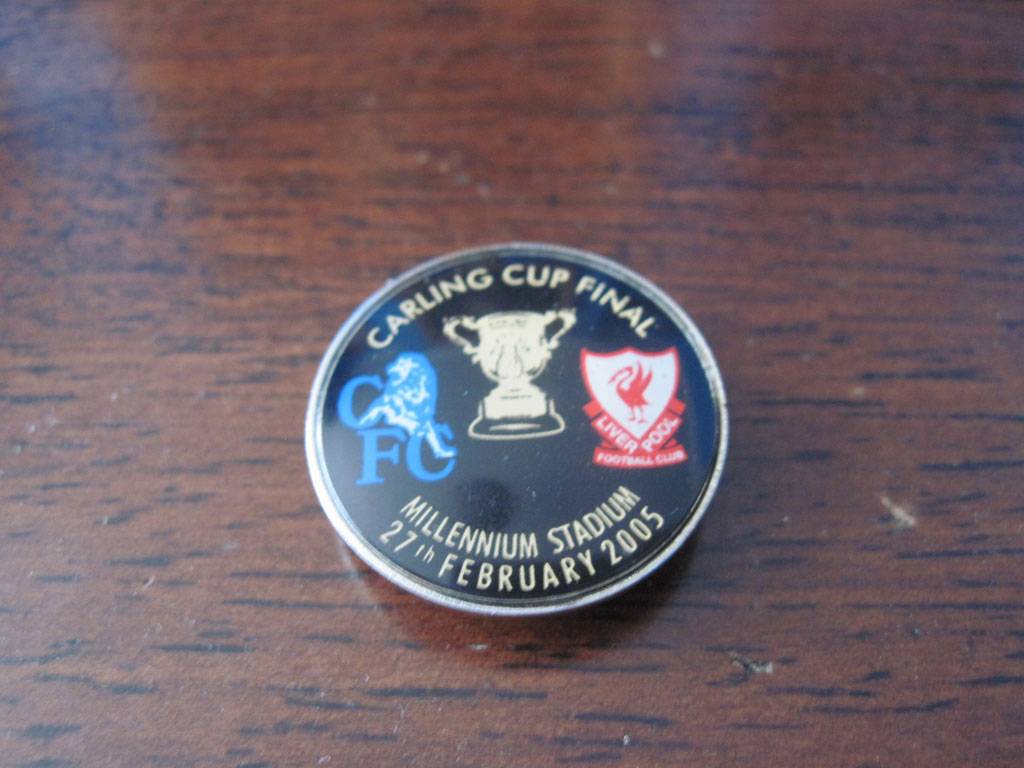 CARLING CUP FINAL
CFC
LIVERPOOL
FOOTBALL CLUB
MILLENNIUM STADIUM
27th FEBRUARY 2005